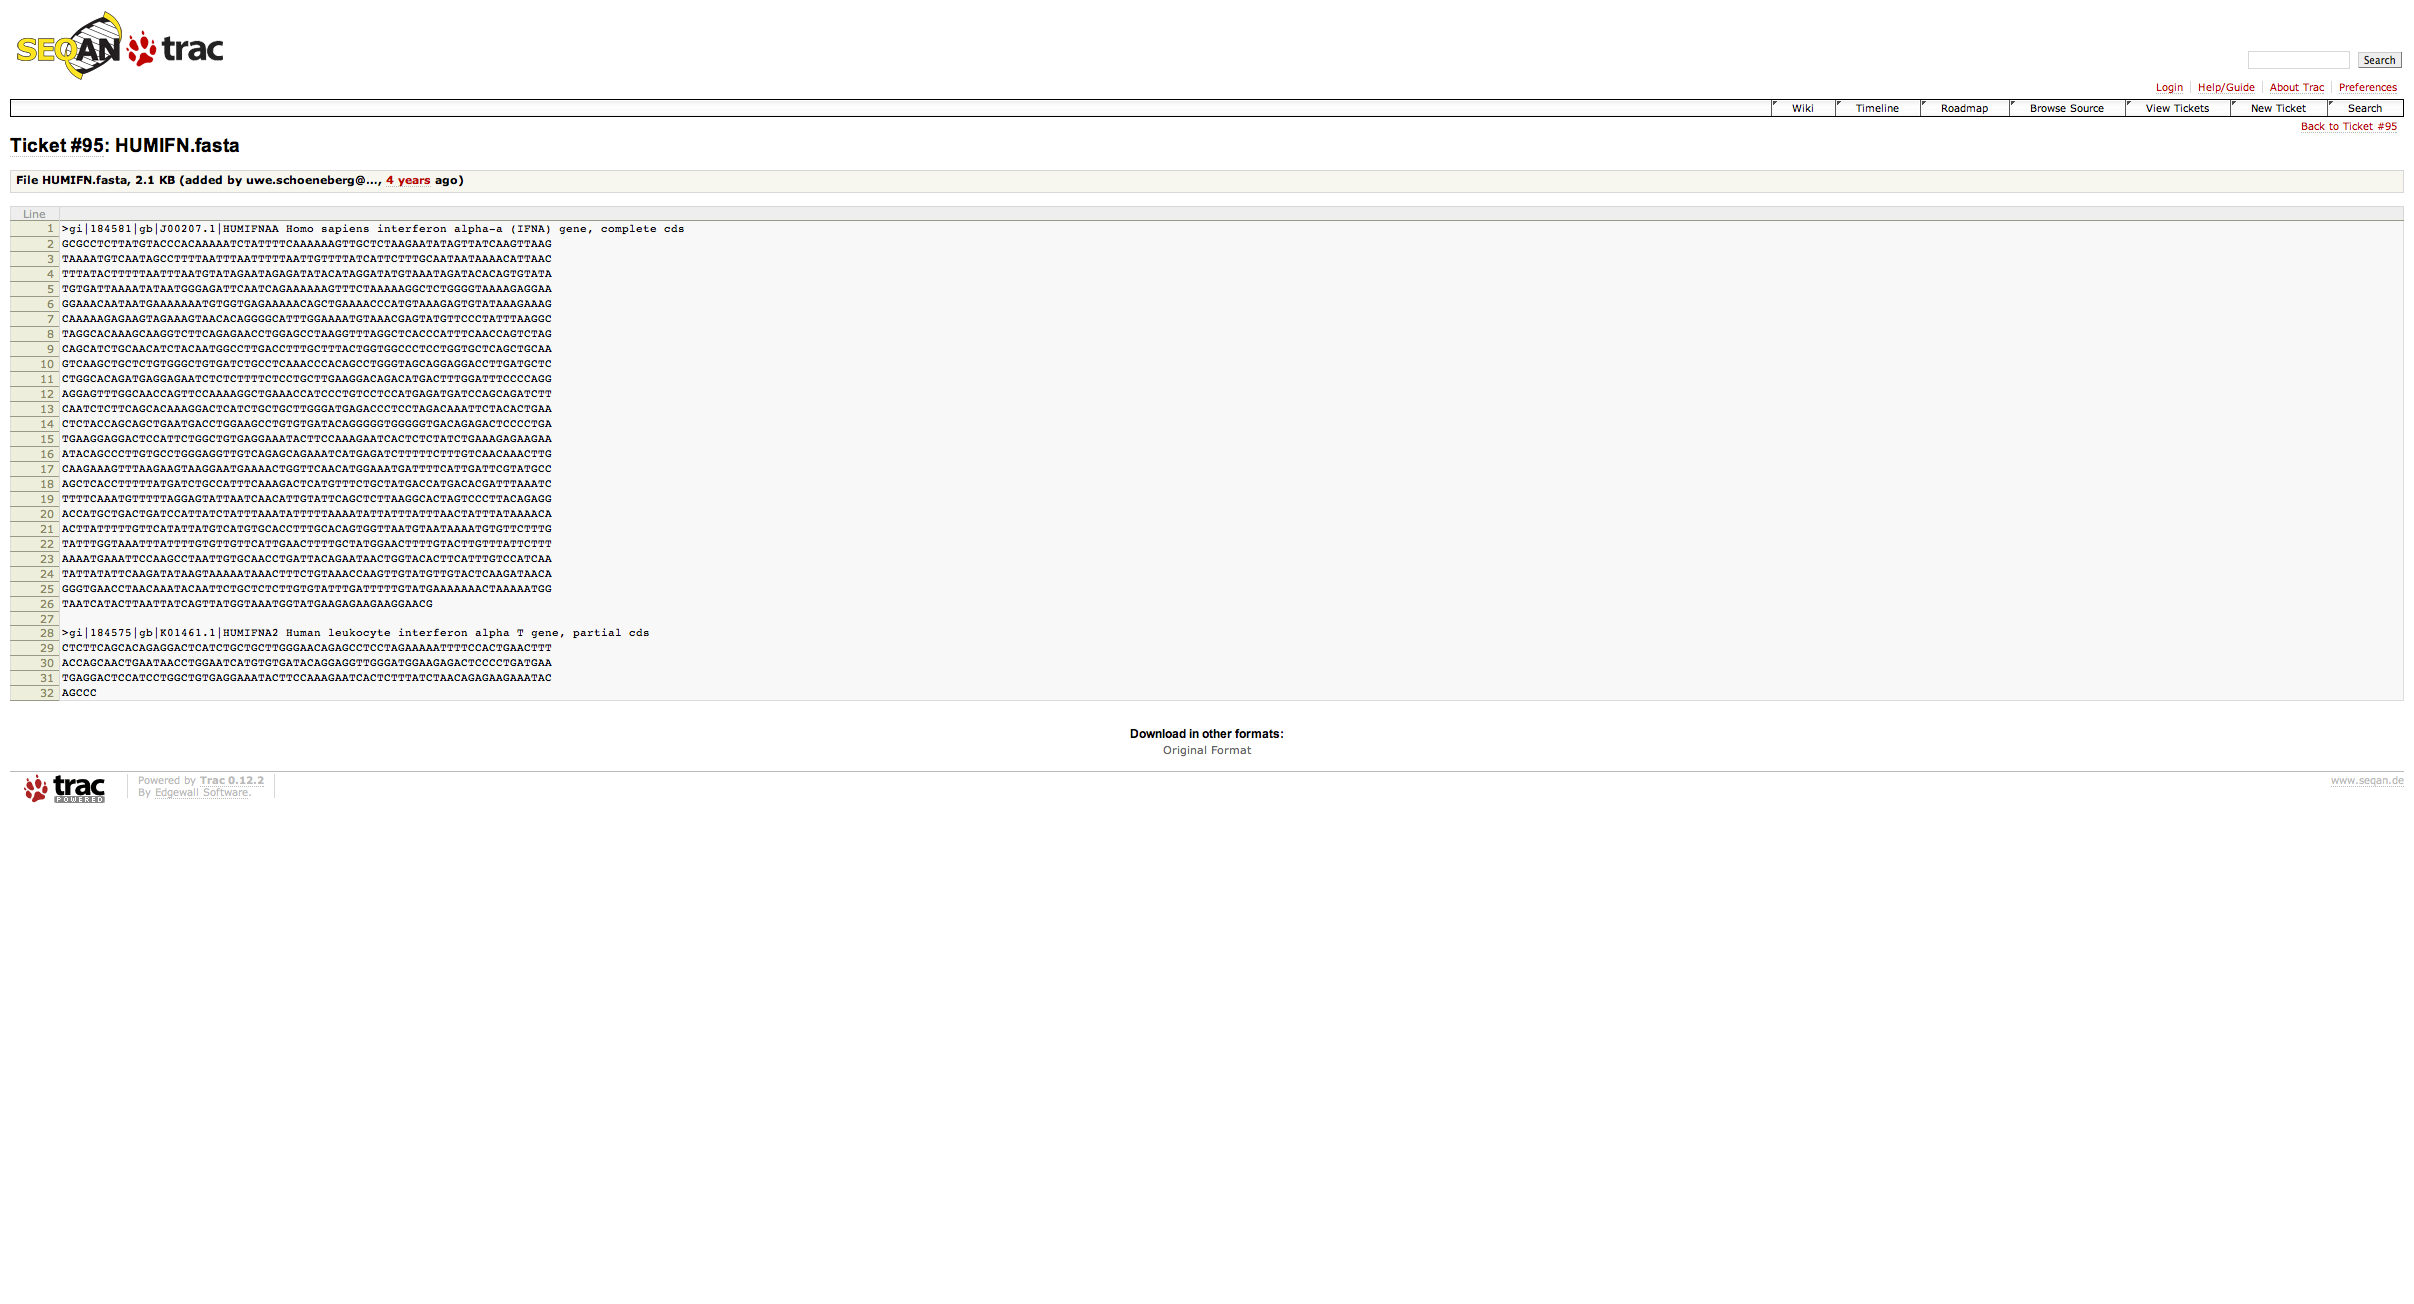 SEQAN trac
Search
Login Help/Guide About Trac Preferences
Wiki Timeline Roadmap Browse Source View Tickets New Ticket Search
Back to Ticket #95
Ticket #95: HUMIFN.fasta
File HUMIFN.fasta, 2.1 KB (added by uwe.schoeneberg@..., 4 years ago)
Line
1 >gi|184581|gb|J00207.1|HUMIFNAA Homo sapiens interferon alpha-a (IFNA) gene, complete cds
2 GCGCCTCTTATGTACCCACAAAAATCTATTTTCAAAAAAGTTGCTCTAAGAATATAGTTATCAAGTTAAG
3 TAAAATGTCAATAGCCTTTTAATTTAATTTTTAATTGTTTTATCATTCTTTGCAATAATAAAACATTAAC
4 TTTATACTTTTTAATTTAATGTATAGAATAGAGATATACATAGGATATGTAAATAGATACACAGTGTATA
5 TGTGATTAAAATATAATGGGAGATTCAATCAGAAAAAAGTTTCTAAAAAGGCTCTGGGGTAAAAGAGGAA
6 GGAAACAATAATGAAAAAAATGTGGTGAGAAAAACAGCTGAAAACCCATGTAAAGAGTGTATAAAGAAAG
7 CAAAAAGAGAAGTAGAAAGTAACACAGGGGCATTTGGAAAATGTAAACGAGTATGTTCCCTATTTAAGGC
8 TAGGCACAAAGCAAGGTCTTCAGAGAACCTGGAGCCTAAGGTTTAGGCTCACCCATTTCAACCAGTCTAG
9 CAGCATCTGCAACATCTACAATGGCCTTGACCTTTGCTTTACTGGTGGCCCTCCTGGTGCTCAGCTGCAA
10 GTCAAGCTGCTCTGTGGGCTGTGATCTGCCTCAAACCCACAGCCTGGGTAGCAGGAGGACCTTGATGCTC
11 CTGGCACAGATGAGGAGAATCTCTCTTTTCTCCTGCTTGAAGGACAGACATGACTTTGGATTTCCCCAGG
12 AGGAGTTTGGCAACCAGTTCCAAAAGGCTGAAACCATCCCTGTCCTCCATGAGATGATCCAGCAGATCTT
13 CAATCTCTTCAGCACAAAGGACTCATCTGCTGCTTGGGATGAGACCCTCCTAGACAAATTCTACACTGAA
14 CTCTACCAGCAGCTGAATGACCTGGAAGCCTGTGTGATACAGGGGGTGGGGGTGACAGAGACTCCCCTGA
15 TGAAGGAGGACTCCATTCTGGCTGTGAGGAAATACTTCCAAAGAATCACTCTCTATCTGAAAGAGAAGAA
16 ATACAGCCCTTGTGCCTGGGAGGTTGTCAGAGCAGAAATCATGAGATCTTTTTCTTTGTCAACAAACTTG
17 CAAGAAAGTTTAAGAAGTAAGGAATGAAAACTGGTTCAACATGGAAATGATTTTCATTGATTCGTATGCC
18 AGCTCACCTTTTTATGATCTGCCATTTCAAAGACTCATGTTTCTGCTATGACCATGACACGATTTAAATC
19 TTTTCAAATGTTTTTAGGAGTATTAATCAACATTGTATTCAGCTCTTAAGGCACTAGTCCCTTACAGAGG
20 ACCATGCTGACTGATCCATTATCTATTTAAATATTTTTAAAATATTATTTATTTAACTATTTATAAAACA
21 ACTTATTTTTGTTCATATTATGTCATGTGCACCTTTGCACAGTGGTTAATGTAATAAAATGTGTTCTTTG
22 TATTTGGTAAATTTATTTTGTGTTGTTCATTGAACTTTTGCTATGGAACTTTTGTACTTGTTTATTCTTT
23 AAAATGAAATTCCAAGCCTAATTGTGCAACCTGATTACAGAATAACTGGTACACTTCATTTGTCCATCAA
24 TATTATATTCAAGATATAAGTAAAAATAAACTTTCTGTAAACCAAGTTGTATGTTGTACTCAAGATAACA
25 GGGTGAACCTAACAAATACAATTCTGCTCTCTTGTGTATTTGATTTTTGTATGAAAAAAACTAAAAATGG
26 TAATCATACTTAATTATCAGTTATGGTAAATGGTATGAAGAGAAGAAGGAACG
27
28 >gi|184575|gb|K01461.1|HUMIFNA2 Human leukocyte interferon alpha T gene, partial cds
29 CTCTTCAGCACAGAGGACTCATCTGCTGCTTGGGAACAGAGCCTCCTAGAAAAATTTTCCACTGAACTTT
30 ACCAGCAACTGAATAACCTGGAATCATGTGTGATACAGGAGGTTGGGATGGAAGAGACTCCCCTGATGAA
31 TGAGGACTCCATCCTGGCTGTGAGGAAATACTTCCAAAGAATCACTCTTTATCTAACAGAGAAGAAATAC
32 AGCCC
Download in other formats:
Original Format
trac POWERED
Powered by Trac 0.12.2
By Edgewall Software.
www.seqan.de